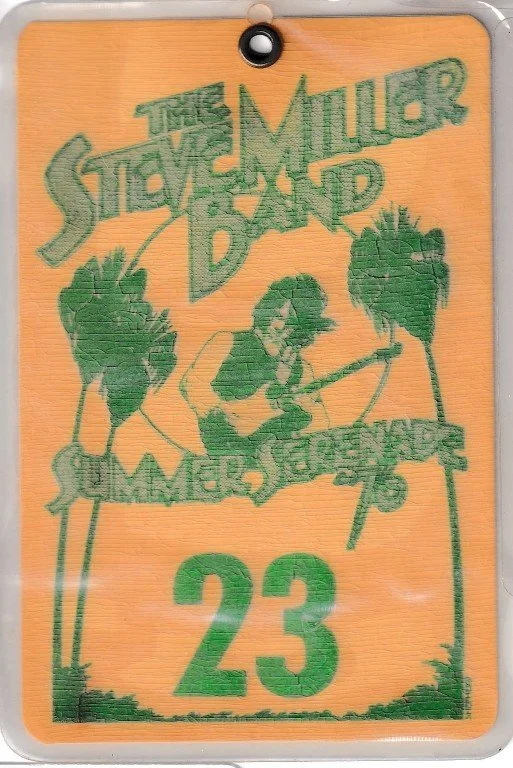 THE
STEVE MILLER
BAND
SUMMER SERENADE
23